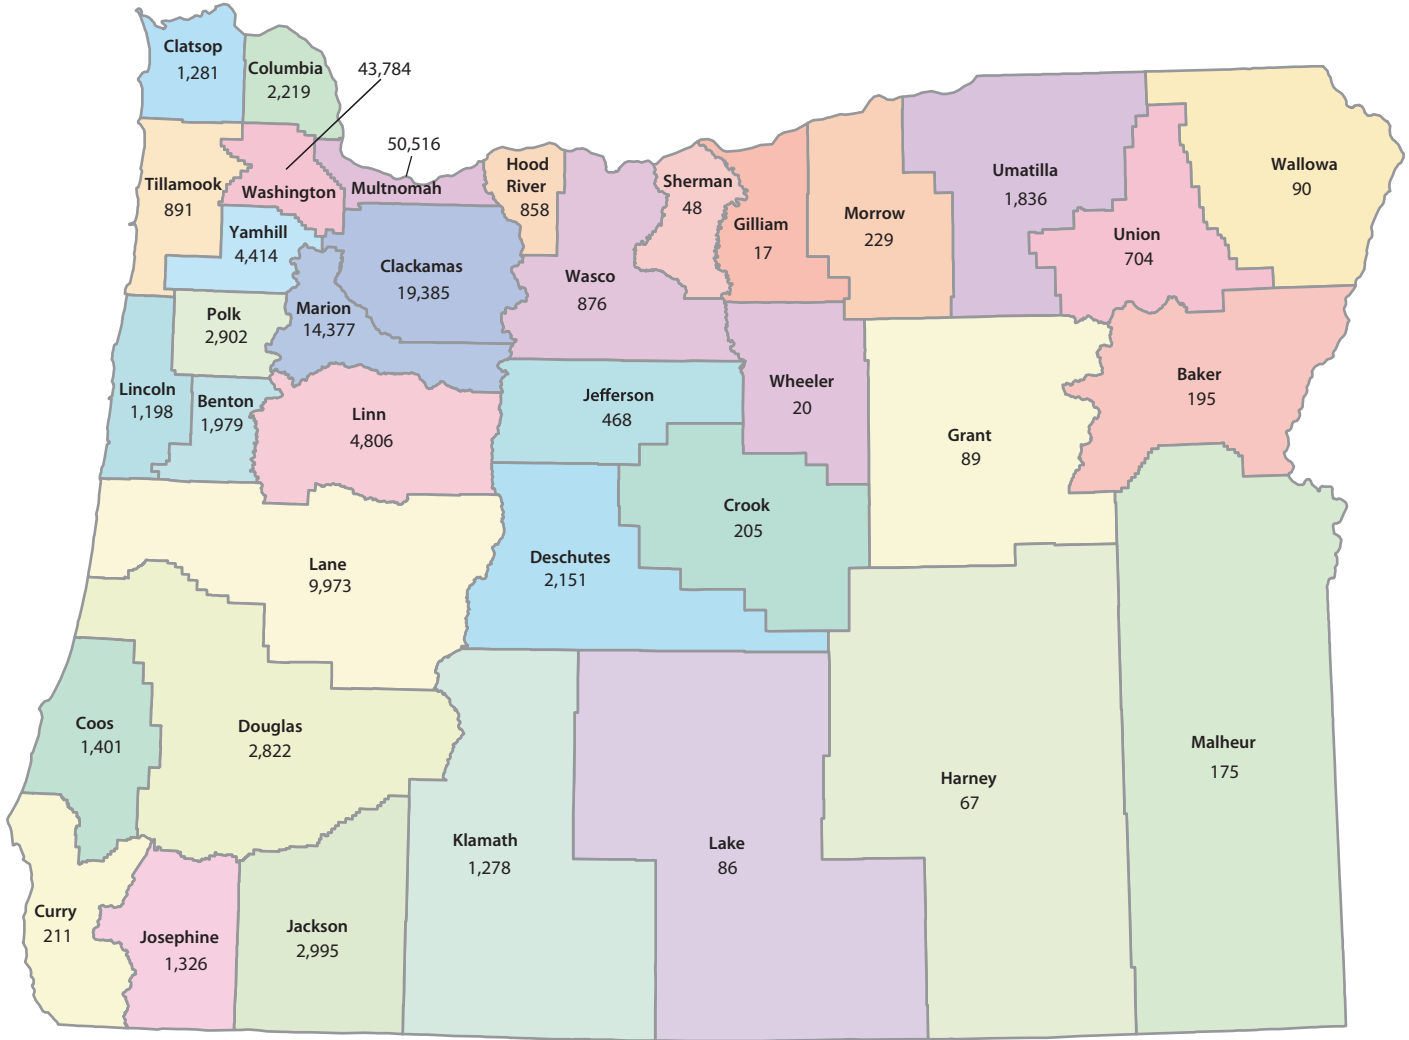 Clatsop
1,281
Columbia
2,219
43,784
50,516
Tillamook
891
Washington
Multnomah
Hood
River
858
Sherman
48
Gilliam
17
Morrow
229
Umatilla
1,836
Union
704
Wallowa
90
Yamhill
4,414
Clackamas
19,385
Wasco
876
Polk
2,902
Marion
14,377
Lincoln
1,198
Benton
1,979
Linn
4,806
Jefferson
468
Wheeler
20
Grant
89
Baker
195
Crook
205
Lane
9,973
Deschutes
2,151
Coos
1,401
Douglas
2,822
Harney
67
Malheur
175
Klamath
1,278
Lake
86
Curry
211
Josephine
1,326
Jackson
2,995